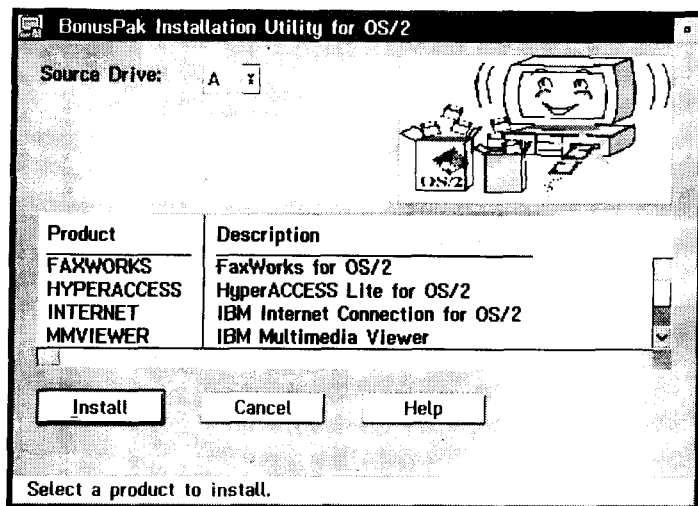 BonusPak Installation Utility for OS/2
Source Drive: A
OS/2
Product Description
FAXWORKS FaxWorks for OS/2
HYPERACCESS HyperACCESS Lite for OS/2
INTERNET IBM Internet Connection for OS/2
MMVIEWER IBM Multimedia Viewer
Install Cancel Help
Select a product to install.